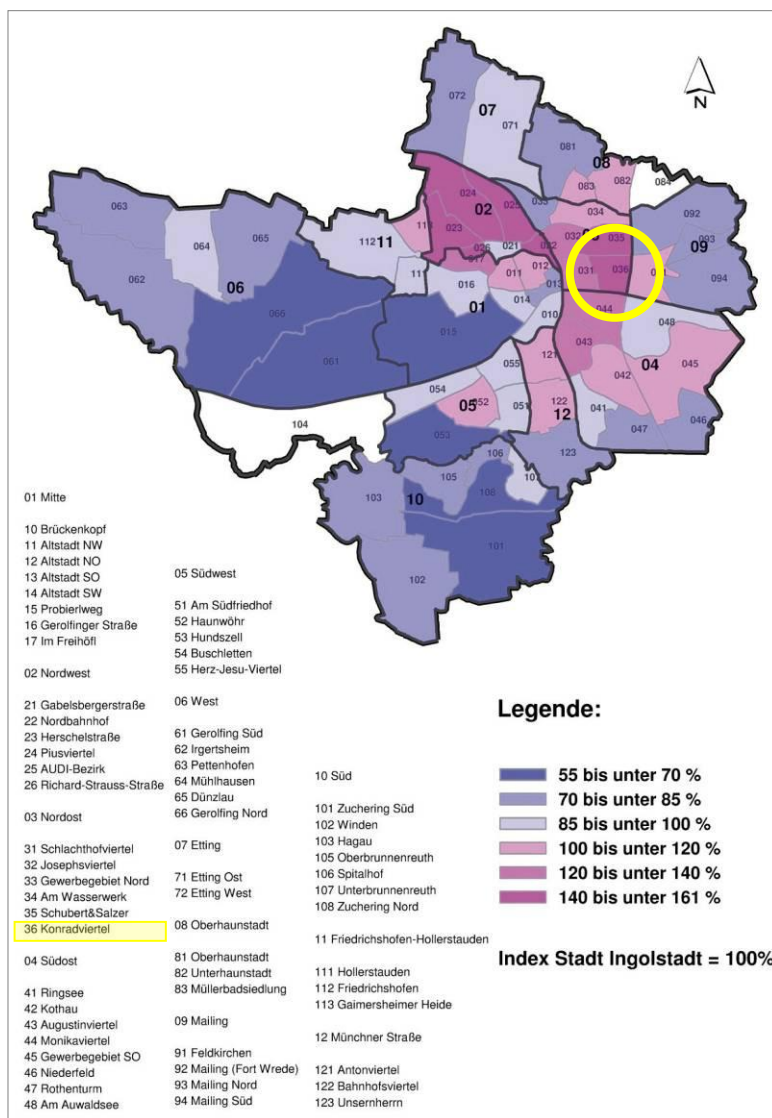 072
07
071
081
08
082
083
084
063
064
065
062
06
066
061
112
11
024
02
025
023
026
021
034
035
092
093
09
094
031
036
011
012
013
016
014
01
010
015
044
048
043
04
045
042
041
047
046
055
121
054
05
051
122
12
053
123
104
106
105
103
10
101
102
N
01 Mitte
10 Brückenkopf
11 Altstadt NW
12 Altstadt NO
13 Altstadt SO
14 Altstadt SW
15 Probierlweg
16 Gerolfinger Straße
17 Im Freihöfl
02 Nordwest
21 Gabelsbergerstraße
22 Nordbahnhof
23 Herschelstraße
24 Piusviertel
25 AUDI-Bezirk
26 Richard-Strauss-Straße
03 Nordost
31 Schlachthofviertel
32 Josephsviertel
33 Gewerbegebiet Nord
34 Am Wasserwerk
35 Schubert&Salzer
36 Konradviertel
04 Südost
41 Ringsee
42 Kothau
43 Augustinviertel
44 Monikaviertel
45 Gewerbegebiet SO
46 Niederfeld
47 Rothenturm
48 Am Auwaldsee
05 Südwest
51 Am Südfriedhof
52 Haunwöhr
53 Hundszell
54 Buschletten
55 Herz-Jesu-Viertel
06 West
61 Gerolfing Süd
62 Irgertsheim
63 Pettenhofen
64 Mühlhausen
65 Dünzlau
66 Gerolfing Nord
07 Etting
71 Etting Ost
72 Etting West
08 Oberhaunstadt
81 Oberhaunstadt
82 Unterhaunstadt
83 Müllerbadsiedlung
09 Mailing
91 Feldkirchen
92 Mailing (Fort Wrede)
93 Mailing Nord
94 Mailing Süd
10 Süd
101 Zuchering Süd
102 Winden
103 Hagau
105 Oberbrunnenreuth
106 Spitalhof
107 Unterbrunnenreuth
108 Zuchering Nord
11 Friedrichshofen-Hollerstauden
111 Hollerstauden
112 Friedrichshofen
113 Gaimersheimer Heide
12 Münchner Straße
121 Antonviertel
122 Bahnhofsviertel
123 Unsernherrn
Legende:
55 bis unter 70 %
70 bis unter 85 %
85 bis unter 100 %
100 bis unter 120 %
120 bis unter 140 %
140 bis unter 161 %
Index Stadt Ingolstadt = 100%